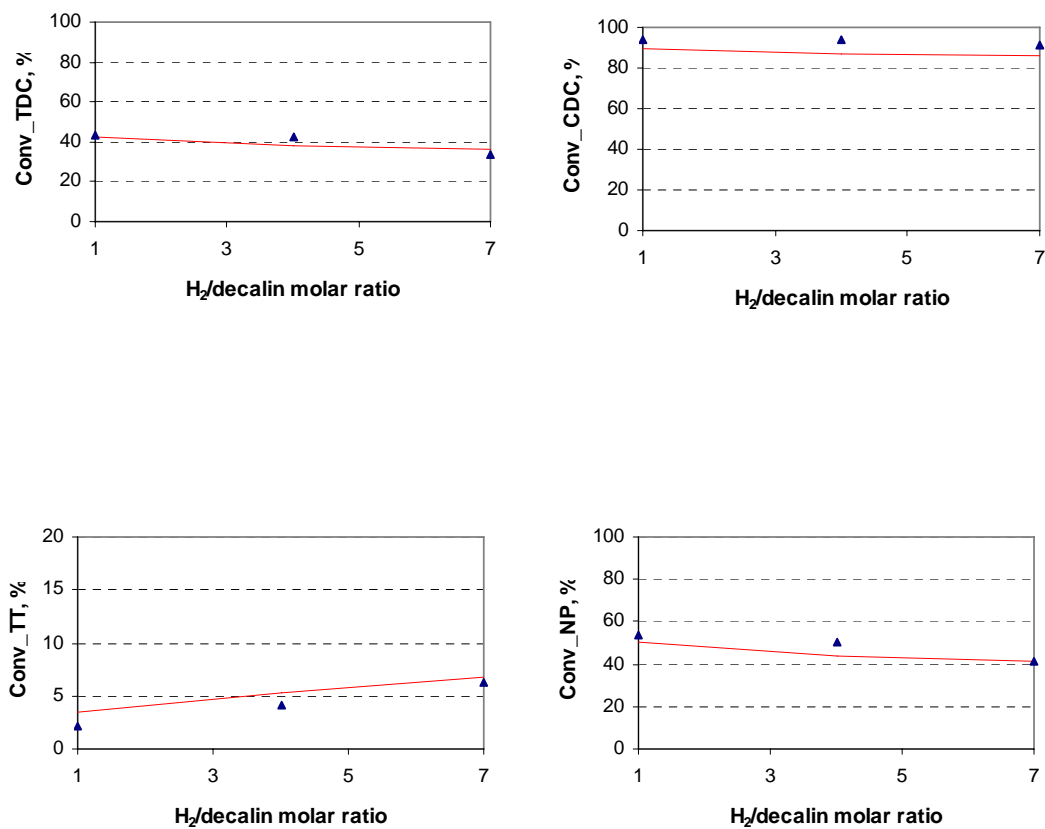 Conv_TDC, %
100
80
60
40
20
0
1 3 5 7
H₂/decalin molar ratio
Conv_CDC, %
100
80
60
40
20
0
1 3 5 7
H₂/decalin molar ratio
Conv_TT, %
20
15
10
5
0
1 3 5 7
H₂/decalin molar ratio
Conv_NP, %
100
80
60
40
20
0
1 3 5 7
H₂/decalin molar ratio